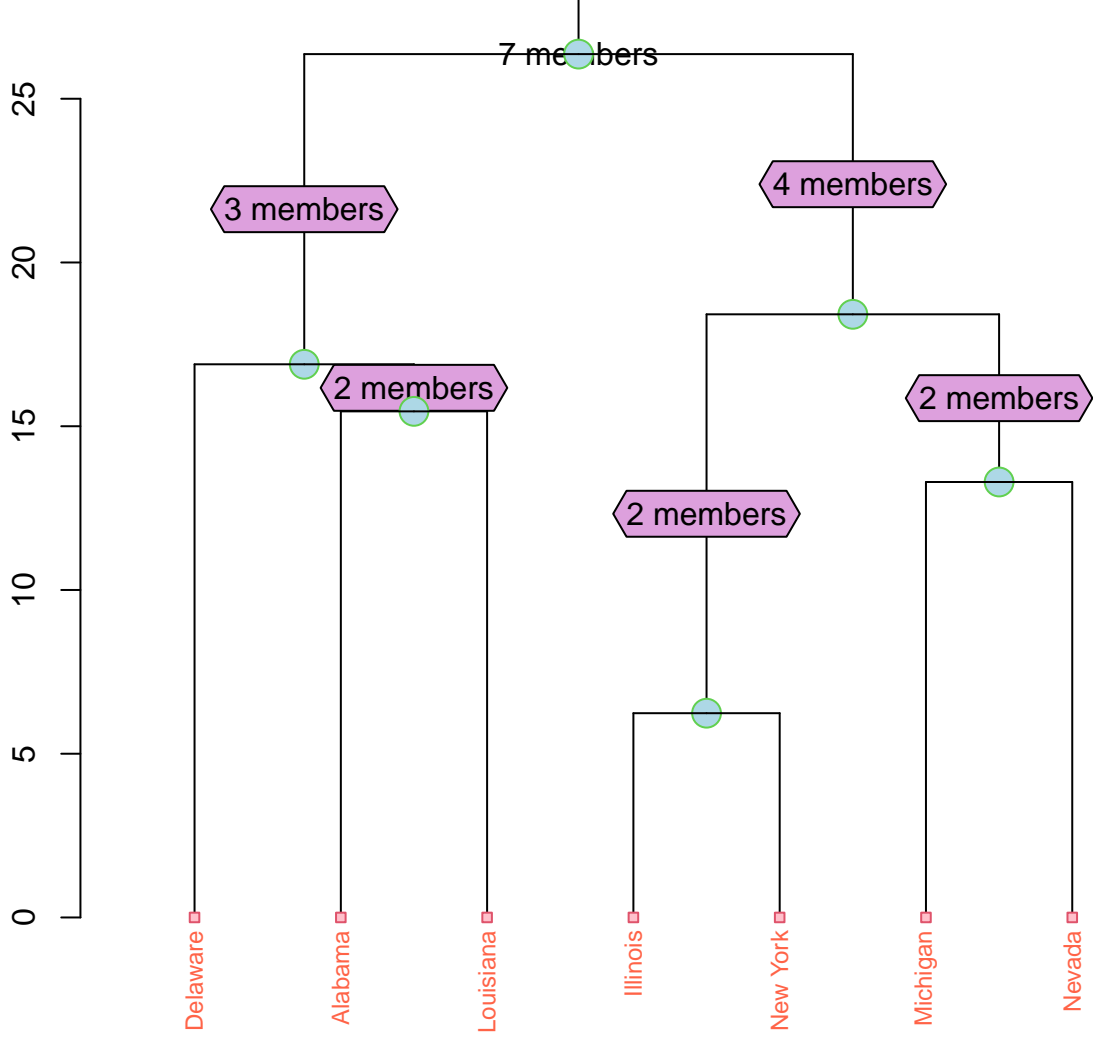 7 members
25
4 members
3 members
20
2 members
2 members
15
2 members
10
5
0
Delaware
Alabama
Louisiana
Illinois
New York
Michigan
Nevada